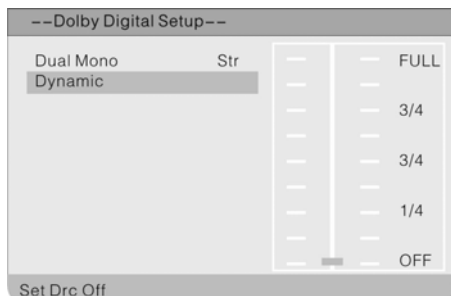 --Dolby Digital Setup--
Dual Mono Str
Dynamic
FULL
3/4
3/4
1/4
OFF
Set Drc Off